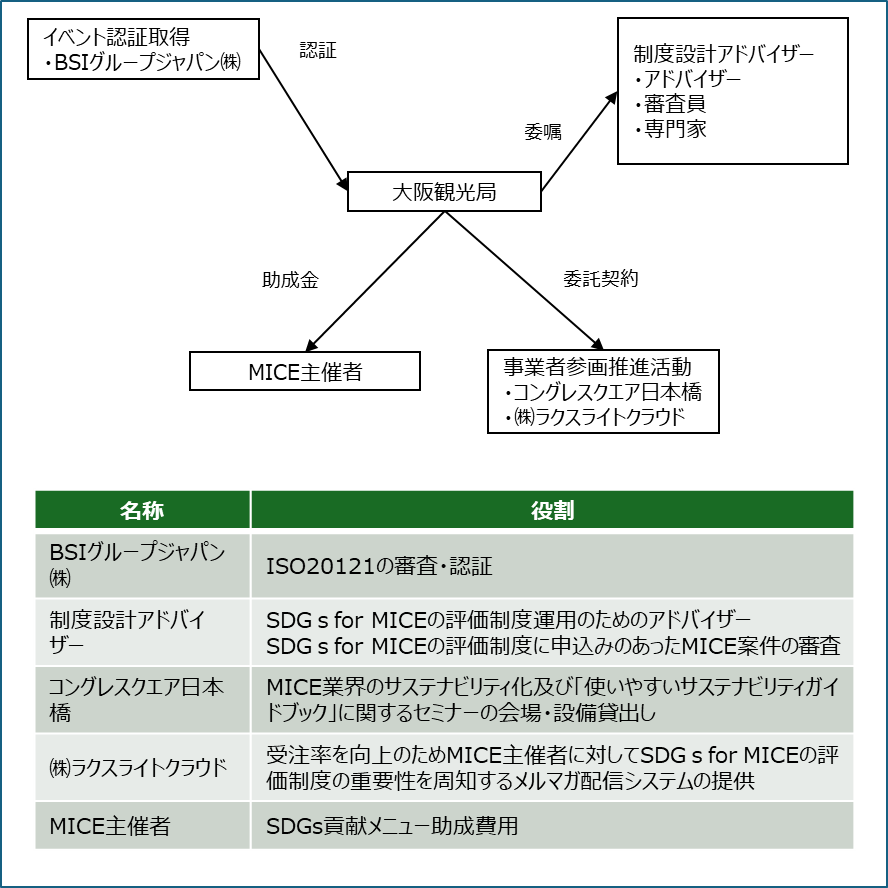 イベント認証取得
・BSIグループジャパン㈱
認証
制度設計アドバイザー
・アドバイザー
・審査員
・専門家
委嘱
大阪観光局
助成金
委託契約
MICE主催者
事業者参画推進活動
・コングレスクエア日本橋
・㈱ラクスライトクラウド
名称
役割
BSIグループジャパン
㈱
ISO20121の審査・認証
制度設計アドバイ
ザー
SDGｓfor MICEの評価制度運用のためのアドバイザー
SDGｓfor MICEの評価制度に申込みのあったMICE案件の審査
コングレスクエア日本
橋
MICE業界のサステナビリティ化及び「使いやすいサステナビリティガイ
ドブック」に関するセミナーの会場・設備貸出し
㈱ラクスライトクラウド
受注率を向上のためMICE主催者に対してSDGｓfor MICEの評
価制度の重要性を周知するメルマガ配信システムの提供
MICE主催者
SDGs貢献メニュー助成費用